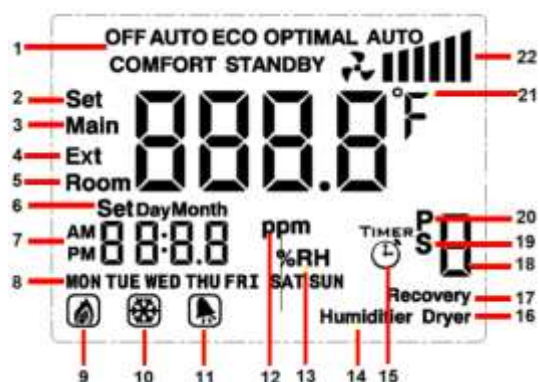 OFF AUTO ECO OPTIMAL AUTO
1
COMFORT STANDBY
22
2 Set
21
°F
3 Main
888.8
4 Ext
5 Room
6 Set Day Month
7 AM
PM
88:8.8
ppm
%RH
TIMER
P 20
S 19
0 18
8 MON TUE WED THU FRI SAT SUN
Recovery 17
Humiditier Dryer 16
9 10 11 12 13 14 15